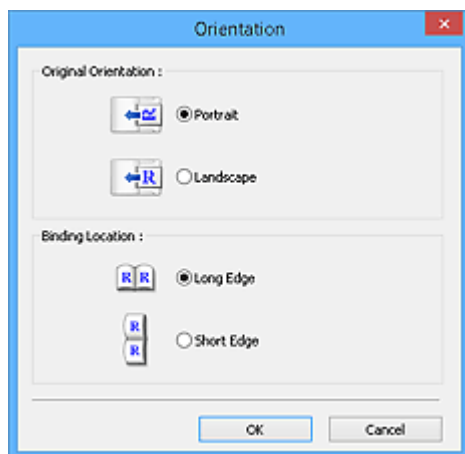 Orientation
Original Orientation :
R
Portrait
R
Landscape
Binding Location :
R R
Long Edge
R
R
Short Edge
OK Cancel